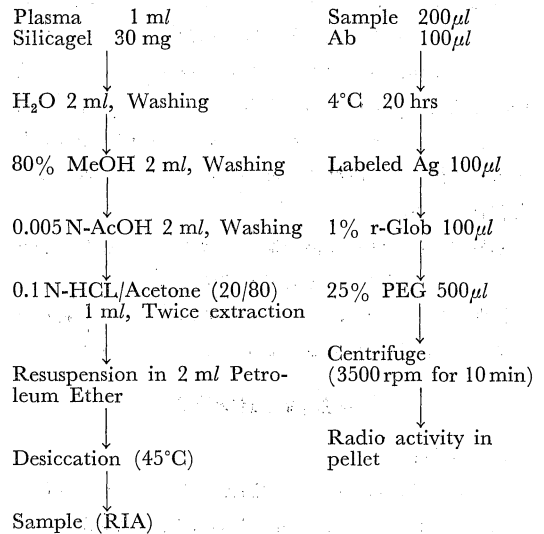 Plasma 1 ml
Silicagel 30 mg
H₂O 2 ml, Washing
80% MeOH 2 ml, Washing
0.005 N-AcOH 2 ml, Washing
0.1 N-HCL/Acetone (20/80)
1 ml, Twice extraction
Resuspension in 2 ml Petro-
leum Ether
Desiccation (45°C)
Sample (RIA)
Sample 200μl
Ab 100μl
4°C 20 hrs
Labeled Ag 100μl
1% r-Glob 100μl
25% PEG 500μl
Centrifuge
(3500 rpm for 10 min)
Radio activity in
pellet